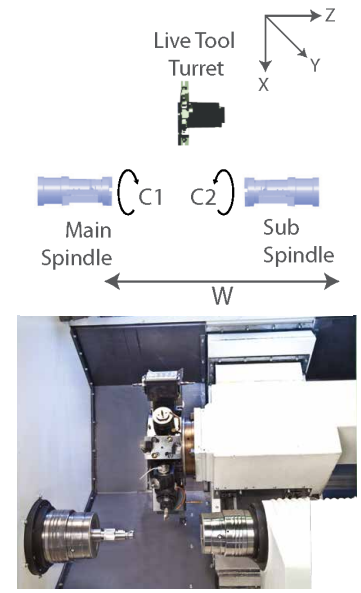 Z
Y
X
Live Tool
Turret
C1
C2
Main
Spindle
Sub
Spindle
W